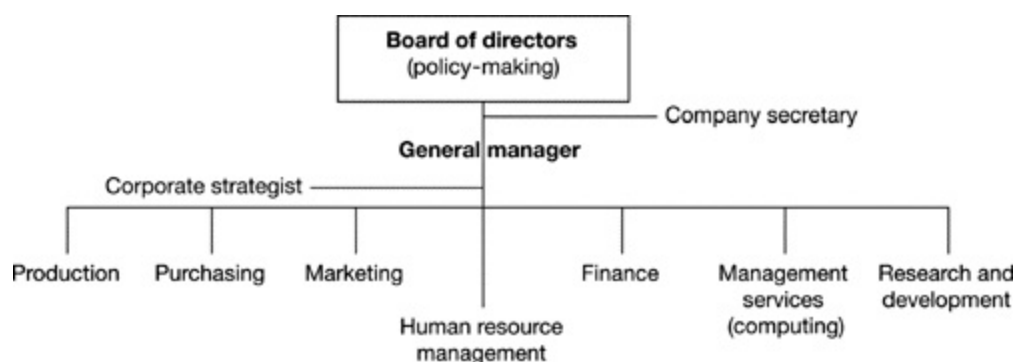 Board of directors
(policy-making)
Company secretary
General manager
Corporate strategist
Production
Purchasing
Marketing
Human resource
management
Finance
Management
services
(computing)
Research and
development